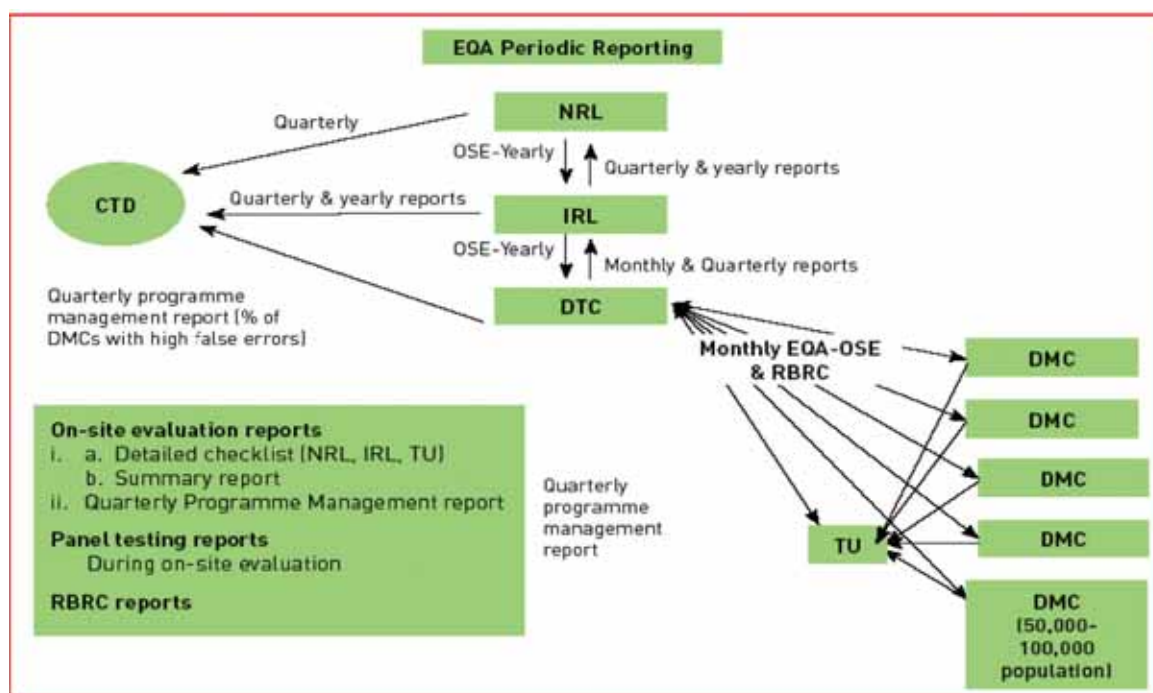 EQA Periodic Reporting
NRL
Quarterly
OSE-Yearly
Quarterly & yearly reports
CTD
Quarterly & yearly reports
IRL
OSE-Yearly
Monthly & Quarterly reports
DTC
Quarterly programme
management report (% of
DMCs with high false errors)
Monthly EQA-OSE
& RBRC
DMC
DMC
DMC
DMC
DMC
(50,000-
100,000
population)
TU
Quarterly
programme
management
report
On-site evaluation reports
i. a. Detailed checklist (NRL, IRL, TU)
b. Summary report
ii. Quarterly Programme Management report
Panel testing reports
During on-site evaluation
RBRC reports